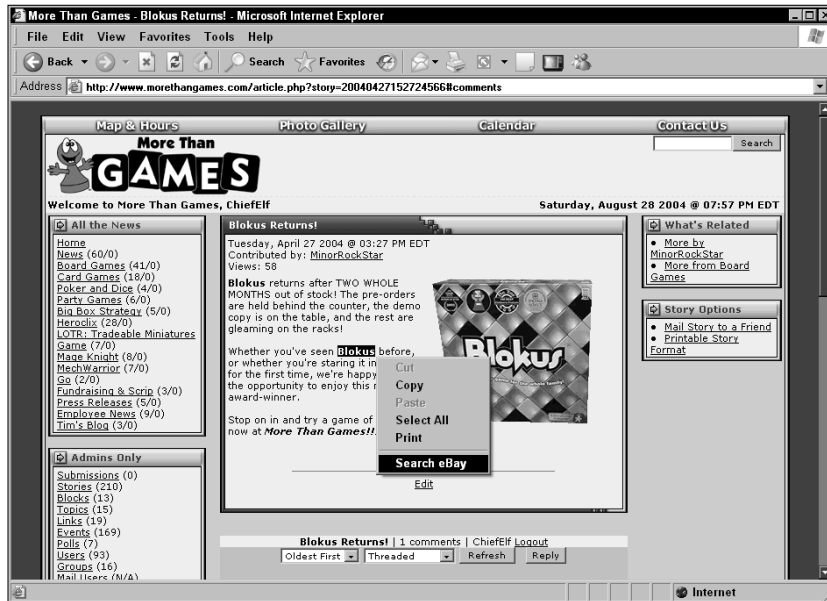 More Than Games - Blokus Returns! - Microsoft Internet Explorer
File Edit View Favorites Tools Help
Back Search Favorites
Address http://www.morethangames.com/article.php?story=20040427152724566#comments
Map & Hours Photo Gallery Calendar Contact Us
More Than
GAMES
Search
Welcome to More Than Games, ChiefElf
Saturday, August 28 2004 @ 07:57 PM EDT
All the News
Home
News (60/0)
Board Games (41/0)
Card Games (18/0)
Poker and Dice (4/0)
Party Games (6/0)
Big Box Strategy (5/0)
Heroclix (28/0)
LOTR: Tradeable Miniatures
Game (7/0)
Mage Knight (8/0)
MechWarrior (7/0)
Go (2/0)
Fundraising & Scrip (3/0)
Press Releases (5/0)
Employee News (9/0)
Tim's Blog (3/0)
Admins Only
Submissions (0)
Stories (210)
Blocks (13)
Topics (15)
Links (19)
Events (169)
Polls (7)
Users (93)
Groups (16)
Mail Users (N/A)
Blokus Returns!
Tuesday, April 27 2004 @ 03:27 PM EDT
Contributed by: MinorRockStar
Views: 58
Blokus returns after TWO WHOLE
MONTHS out of stock! The pre-orders
are held behind the counter, the demo
copy is on the table, and the rest are
gleaming on the racks!
Whether you've seen Blokus before,
or whether you're staring it in
for the first time, we're happy
the opportunity to enjoy this
award-winner.
Stop on in and try a game of
now at More Than Games!!
Blokus
Cut
Copy
Paste
Select All
Print
Search eBay
Edit
Blokus Returns! | 1 comments | ChiefElf Logout
Oldest First Threaded Refresh Reply
What's Related
• More by
MinorRockStar
• More from Board
Games
Story Options
• Mail Story to a Friend
• Printable Story
Format
Internet